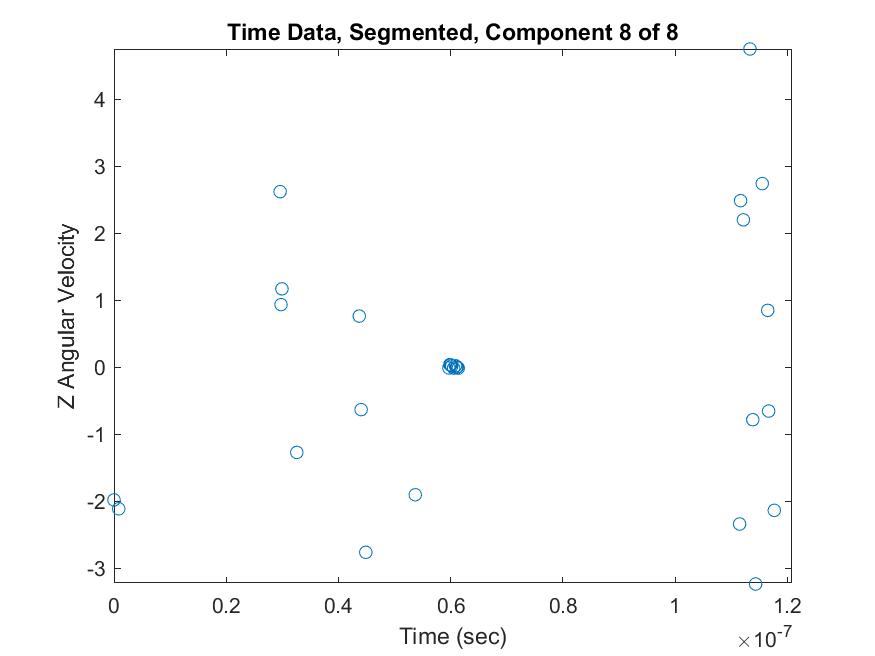 Time Data, Segmented, Component 8 of 8
4
3
2
1
0
-1
-2
-3
Z Angular Velocity
0 0.2 0.4 0.6 0.8 1 1.2
Time (sec)
×10-7